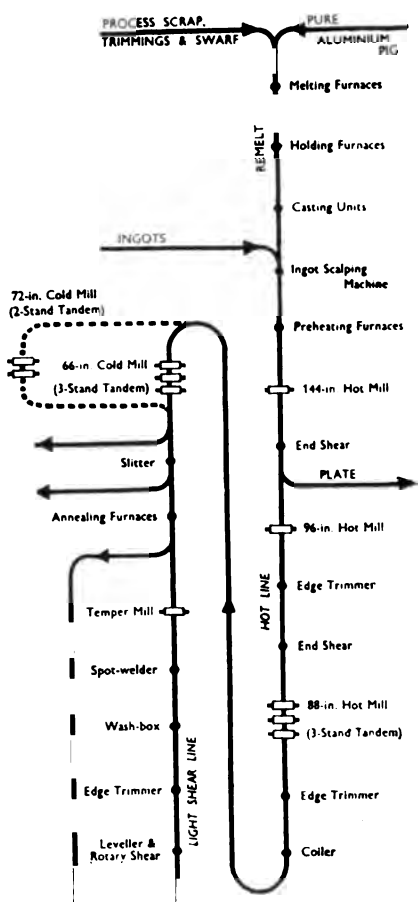 PROCESS SCRAP,
TRIMMINGS & SWARF
PURE
ALUMINIUM
PIG
Melting Furnaces
REMELT
Holding Furnaces
Casting Units
INGOTS
Ingot Scalping
Machine
72-in. Cold Mill
(2-Stand Tandem)
Preheating Furnaces
66-in. Cold Mill
(3-Stand Tandem)
144-in. Hot Mill
End Shear
Slitter
PLATE
Annealing Furnaces
96-in. Hot Mill
HOT LINE
Edge Trimmer
Temper Mill
End Shear
Spot-welder
88-in. Hot Mill
(3-Stand Tandem)
Wash-box
LIGHT SHEAR LINE
Edge Trimmer
Edge Trimmer
Leveller &
Rotary Shear
Coiler